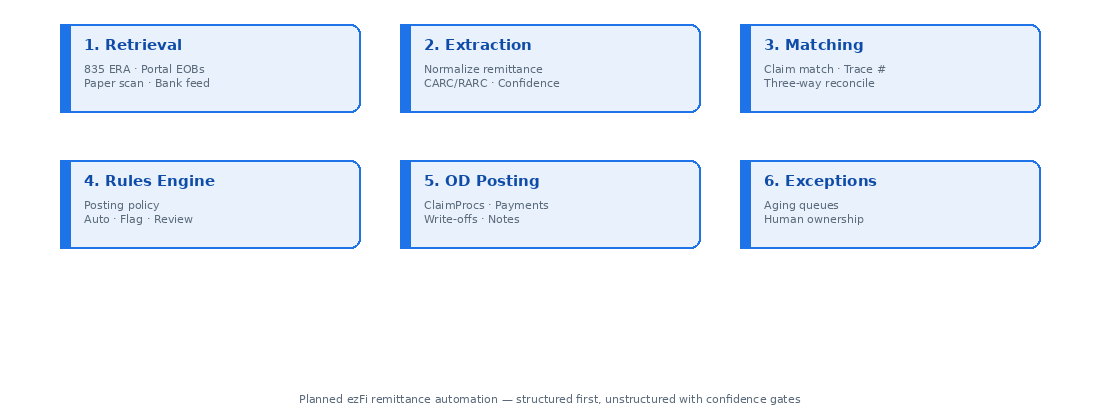 1. Retrieval
835 ERA · Portal EOBs
Paper scan · Bank feed
2. Extraction
Normalize remittance
CARC/RARC · Confidence
3. Matching
Claim match · Trace #
Three-way reconcile
4. Rules Engine
Posting policy
Auto · Flag · Review
5. OD Posting
ClaimProcs · Payments
Write-offs · Notes
6. Exceptions
Aging queues
Human ownership
Planned ezFi remittance automation — structured first, unstructured with confidence gates